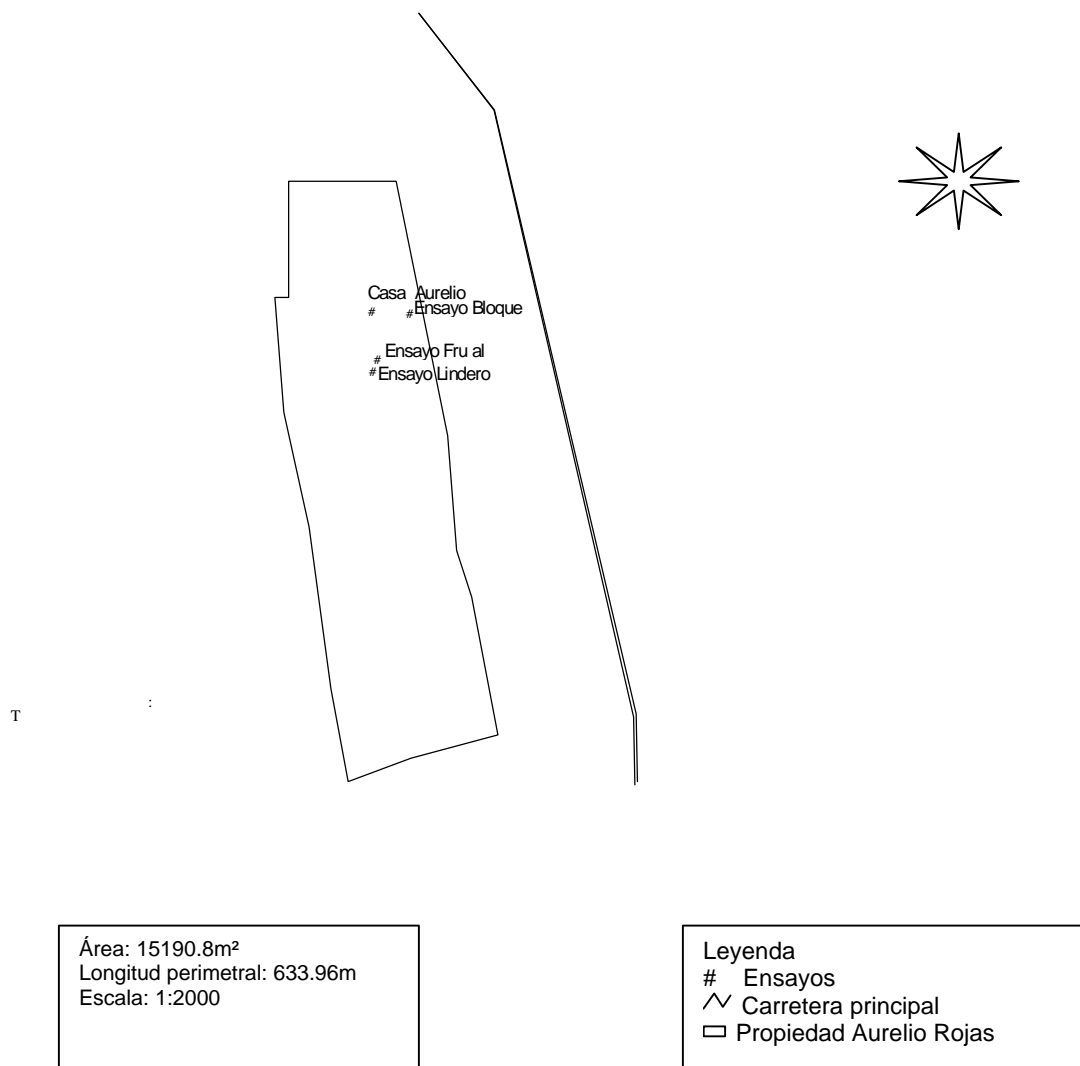 Casa Aurelio
# #Ensayo Bloque
# Ensayo Fru al
#Ensayo Lindero
:
T
Área: 15190.8m²
Longitud perimetral: 633.96m
Escala: 1:2000
Leyenda
# Ensayos
Carretera principal
Propiedad Aurelio Rojas